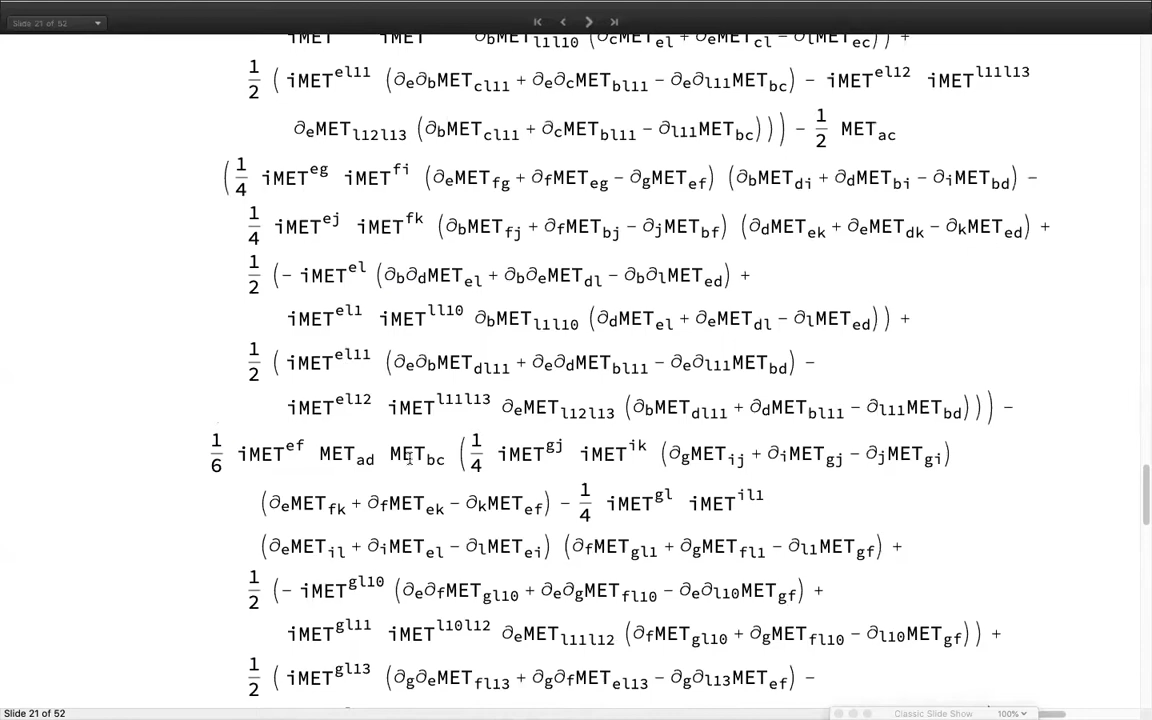 Slide 21 of 52
iMET iMET ∂bMET_l1l10 (∂cMET_el + ∂eMET_cl − ∂lMET_ec)) +
1/2 ( iMET^el11 (∂e∂bMET_cl11 + ∂e∂cMET_bl11 − ∂e∂l11MET_bc) − iMET^el12 iMET^l11l13
∂eMET_l12l13 (∂bMET_cl11 + ∂cMET_bl11 − ∂l11MET_bc))) − 1/2 MET_ac
(1/4 iMET^eg iMET^fi (∂eMET_fg + ∂fMET_eg − ∂gMET_ef) (∂bMET_di + ∂dMET_bi − ∂iMET_bd) −
1/4 iMET^ej iMET^fk (∂bMET_fj + ∂fMET_bj − ∂jMET_bf) (∂dMET_ek + ∂eMET_dk − ∂kMET_ed) +
1/2 (− iMET^el (∂b∂dMET_el + ∂b∂eMET_dl − ∂b∂lMET_ed) +
iMET^el1 iMET^ll10 ∂bMET_l1l10 (∂dMET_el + ∂eMET_dl − ∂lMET_ed)) +
1/2 ( iMET^el11 (∂e∂bMET_dl11 + ∂e∂dMET_bl11 − ∂e∂l11MET_bd) −
iMET^el12 iMET^l11l13 ∂eMET_l12l13 (∂bMET_dl11 + ∂dMET_bl11 − ∂l11MET_bd))) −
1/6 iMET^ef MET_ad MET_bc (1/4 iMET^gj iMET^ik (∂gMET_ij + ∂iMET_gj − ∂jMET_gi)
(∂eMET_fk + ∂fMET_ek − ∂kMET_ef) − 1/4 iMET^gl iMET^il1
(∂eMET_il + ∂iMET_el − ∂lMET_ei) (∂fMET_gl1 + ∂gMET_fl1 − ∂l1MET_gf) +
1/2 (− iMET^gl10 (∂e∂fMET_gl10 + ∂e∂gMET_fl10 − ∂e∂l10MET_gf) +
iMET^gl11 iMET^l10l12 ∂eMET_l11l12 (∂fMET_gl10 + ∂gMET_fl10 − ∂l10MET_gf)) +
1/2 ( iMET^gl13 (∂g∂eMET_fl13 + ∂g∂fMET_el13 − ∂g∂l13MET_ef) −
Slide 21 of 52
Classic Slide Show 100%